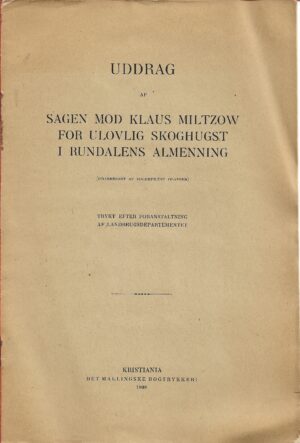 UDDRAG
AF
SAGEN MOD KLAUS MILTZOW
FOR ULOVLIG SKOGHUGST
I RUNDALENS ALMENNING
TRYKT EFTER FORANSTALTNING
AF LANDBRUGSDEPARTEMENTET
KRISTIANIA
DET MALLINGSKE BOGTRYKKERI